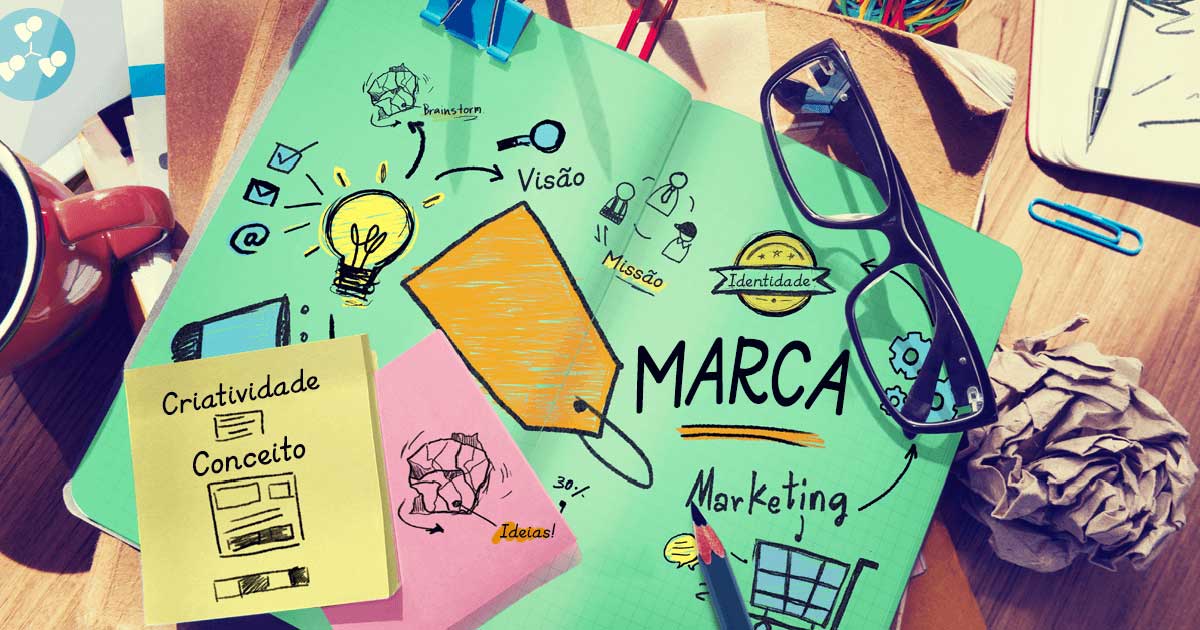 Brainstorm
Visão
@
Missão
Identidade
MARCA
Criatividade
Conceito
30%
Ideias!
Marketing